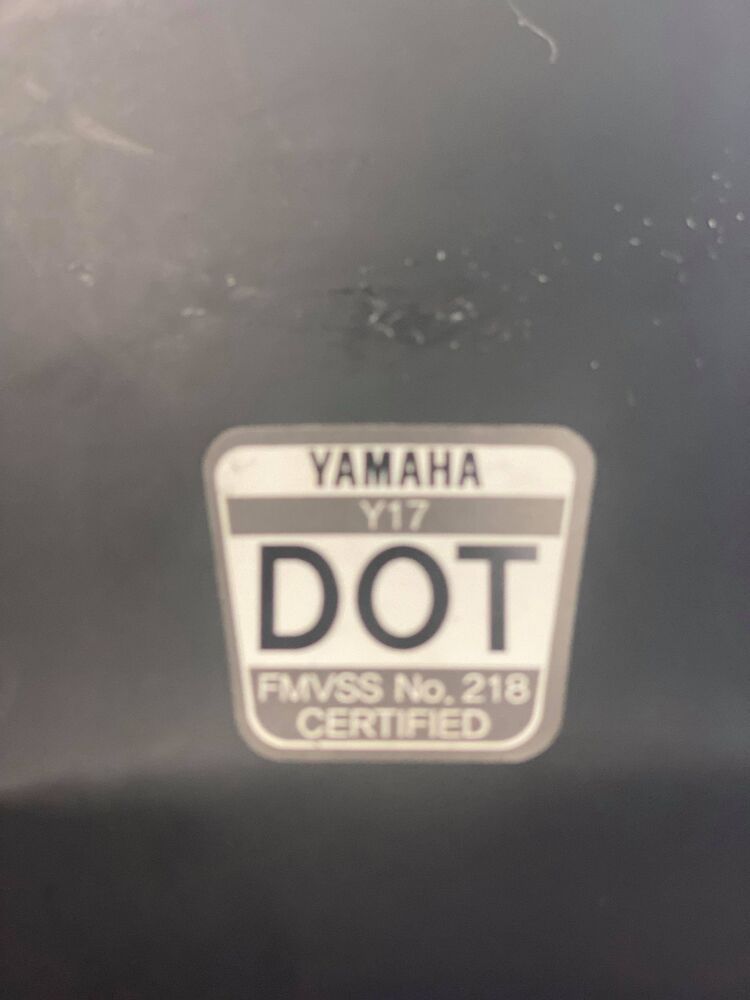 YAMAHA
Y17
DOT
FMVSS No. 218
CERTIFIED